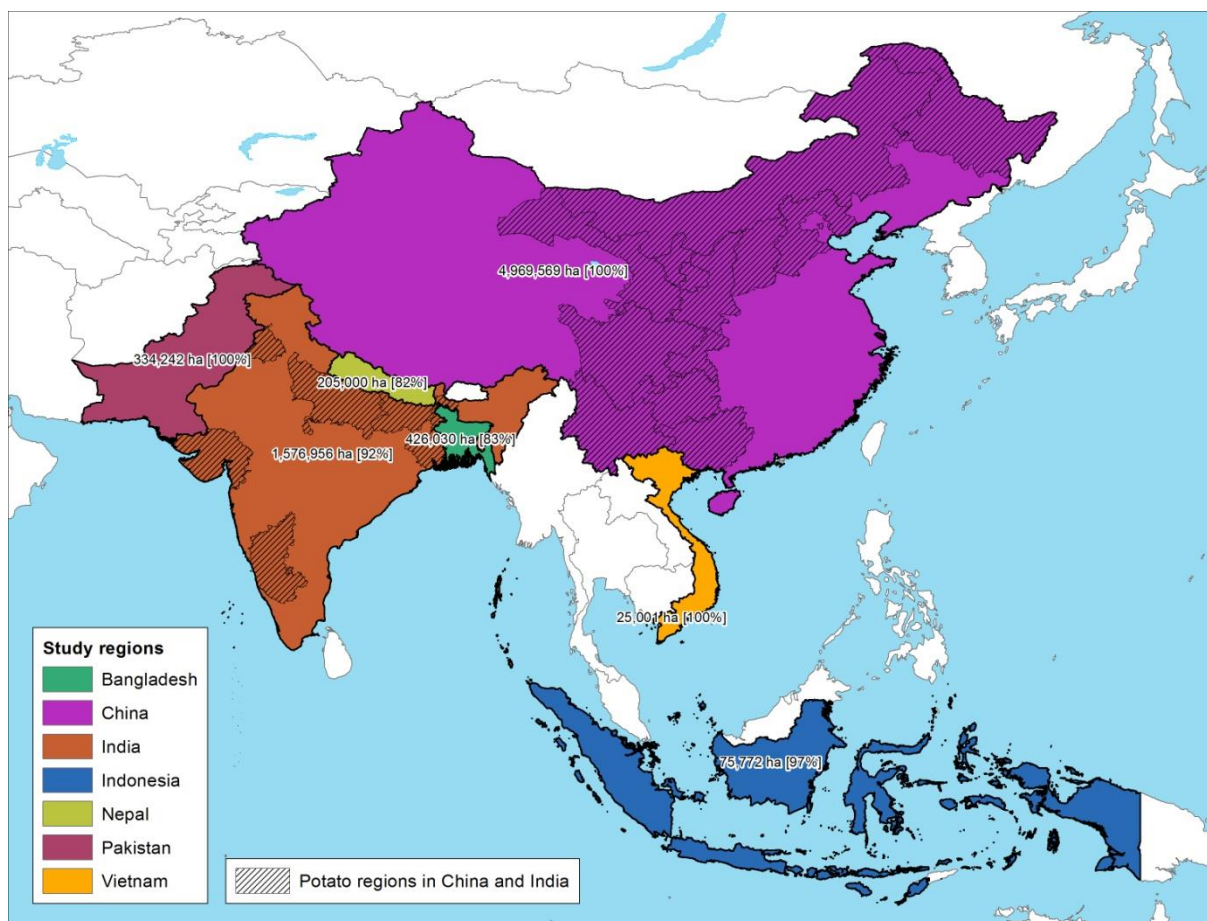 4,969,569 ha [100%]
334,242 ha [100%]
205,000 ha [82%]
426,030 ha [83%]
1,576,956 ha [92%]
25,001 ha [100%]
75,772 ha [97%]
Study regions
Bangladesh
China
India
Indonesia
Nepal
Pakistan
Vietnam
Potato regions in China and India